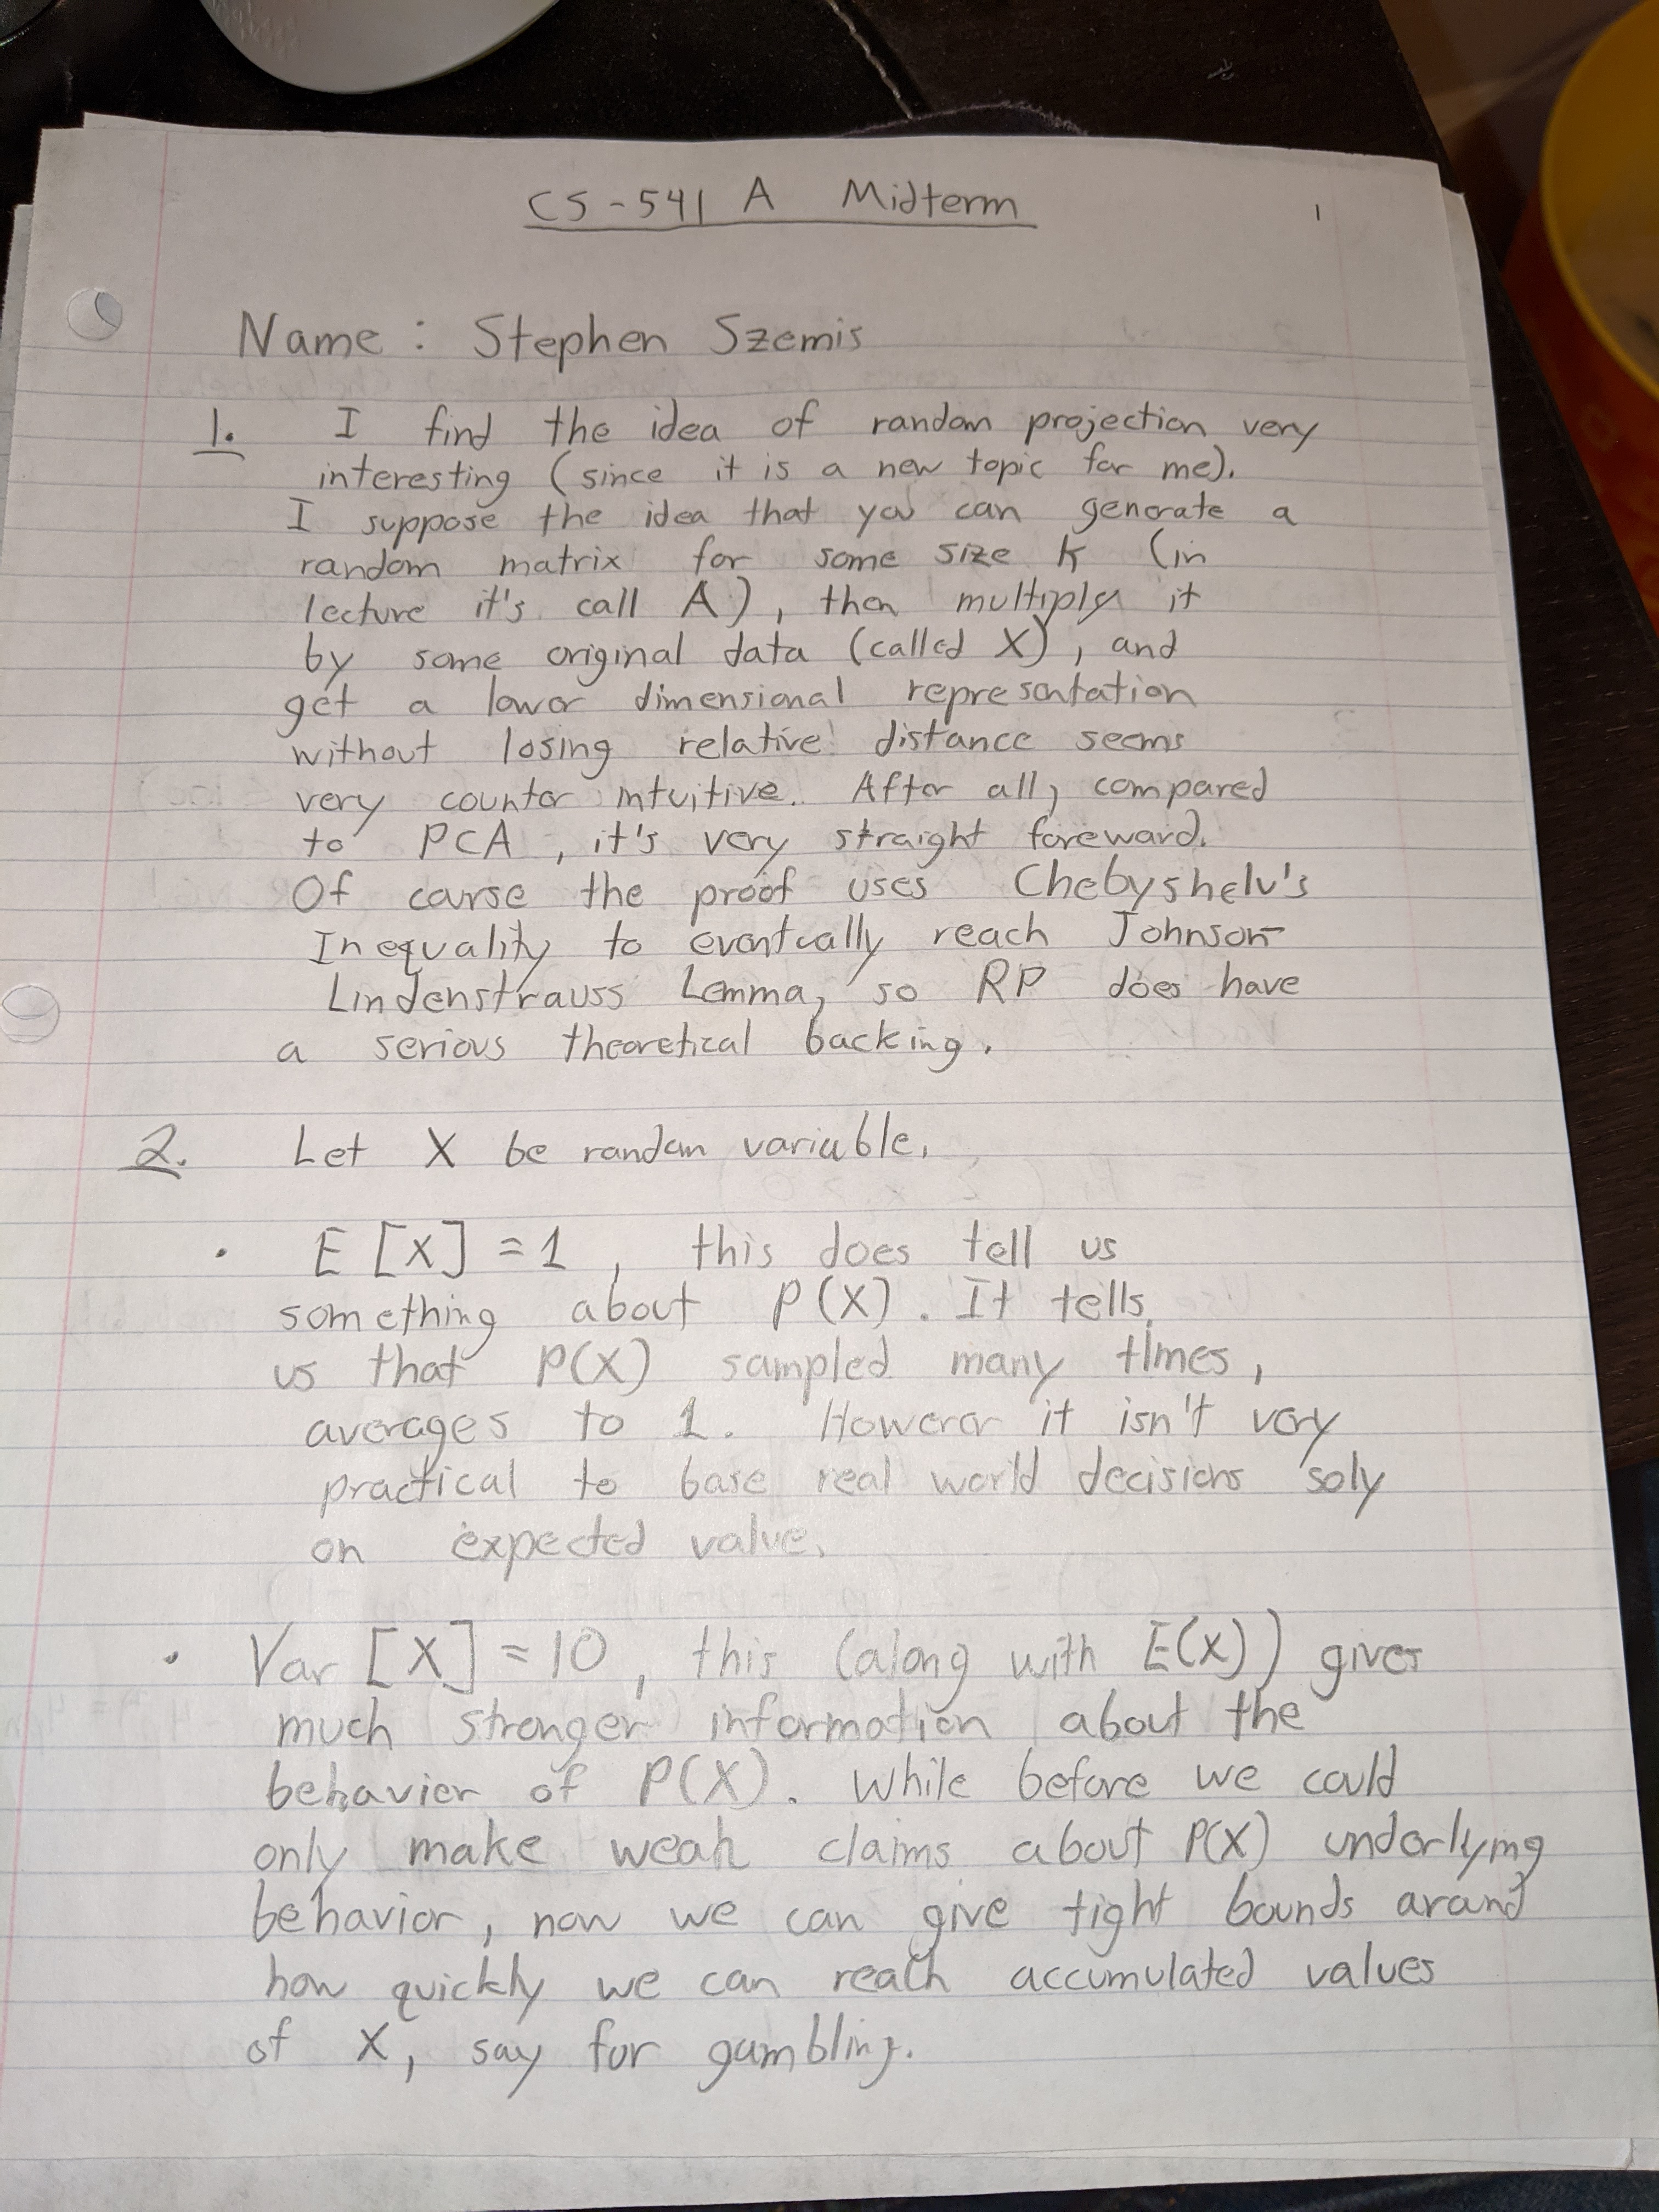 CS-541 A Midterm
1
Name: Stephen Szemis
1. I find the idea of random projection very
interesting (since it is a new topic for me).
I suppose the idea that you can generate a
random matrix for some size K (in
lecture it's call A), then multiply it
by some original data (called X), and
get a lower dimensional representation
without losing relative distance seems
very counter intuitive. After all, compared
to PCA, it's very straight foreward.
Of course the proof uses Chebyshelv's
Inequality to eventually reach Johnson-
Lindenstrauss Lemma, so RP does have
a serious theoretical backing.
2. Let X be random variable.
· E[X] = 1, this does tell us
something about P(X). It tells
us that P(X) sampled many times,
averages to 1. However it isn't very
practical to base real world decisions soly
on expected value.
· Var[X] = 10, this (along with E(X)) gives
much stronger information about the
behavior of P(X). While before we could
only make weak claims about P(X) underlying
behavior, now we can give tight bounds around
how quickly we can reach accumulated values
of X, say for gambling.